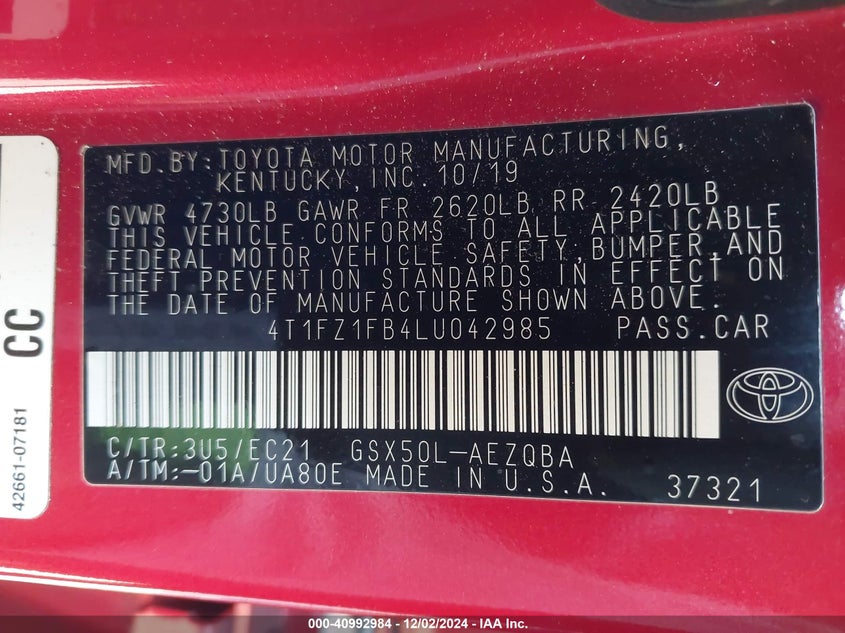 MFD.BY:TOYOTA MOTOR MANUFACTURING,
KENTUCKY,INC.10/19
GVWR 4730LB GAWR FR 2620LB RR 2420LB
THIS VEHICLE CONFORMS TO ALL APPLICABLE
FEDERAL MOTOR VEHICLE SAFETY,BUMPER,AND
THEFT PREVENTION STANDARDS IN EFFECT ON
THE DATE OF MANUFACTURE SHOWN ABOVE.
4T1FZ1FB4LU042985 PASS.CAR
C/TR:3U5/EC21 GSX50L-AEZQBA
A/TM:-01A/UA80E MADE IN U.S.A. 37321
CC
42661-07181
000-40992984 • 12/02/2024 • IAA Inc.